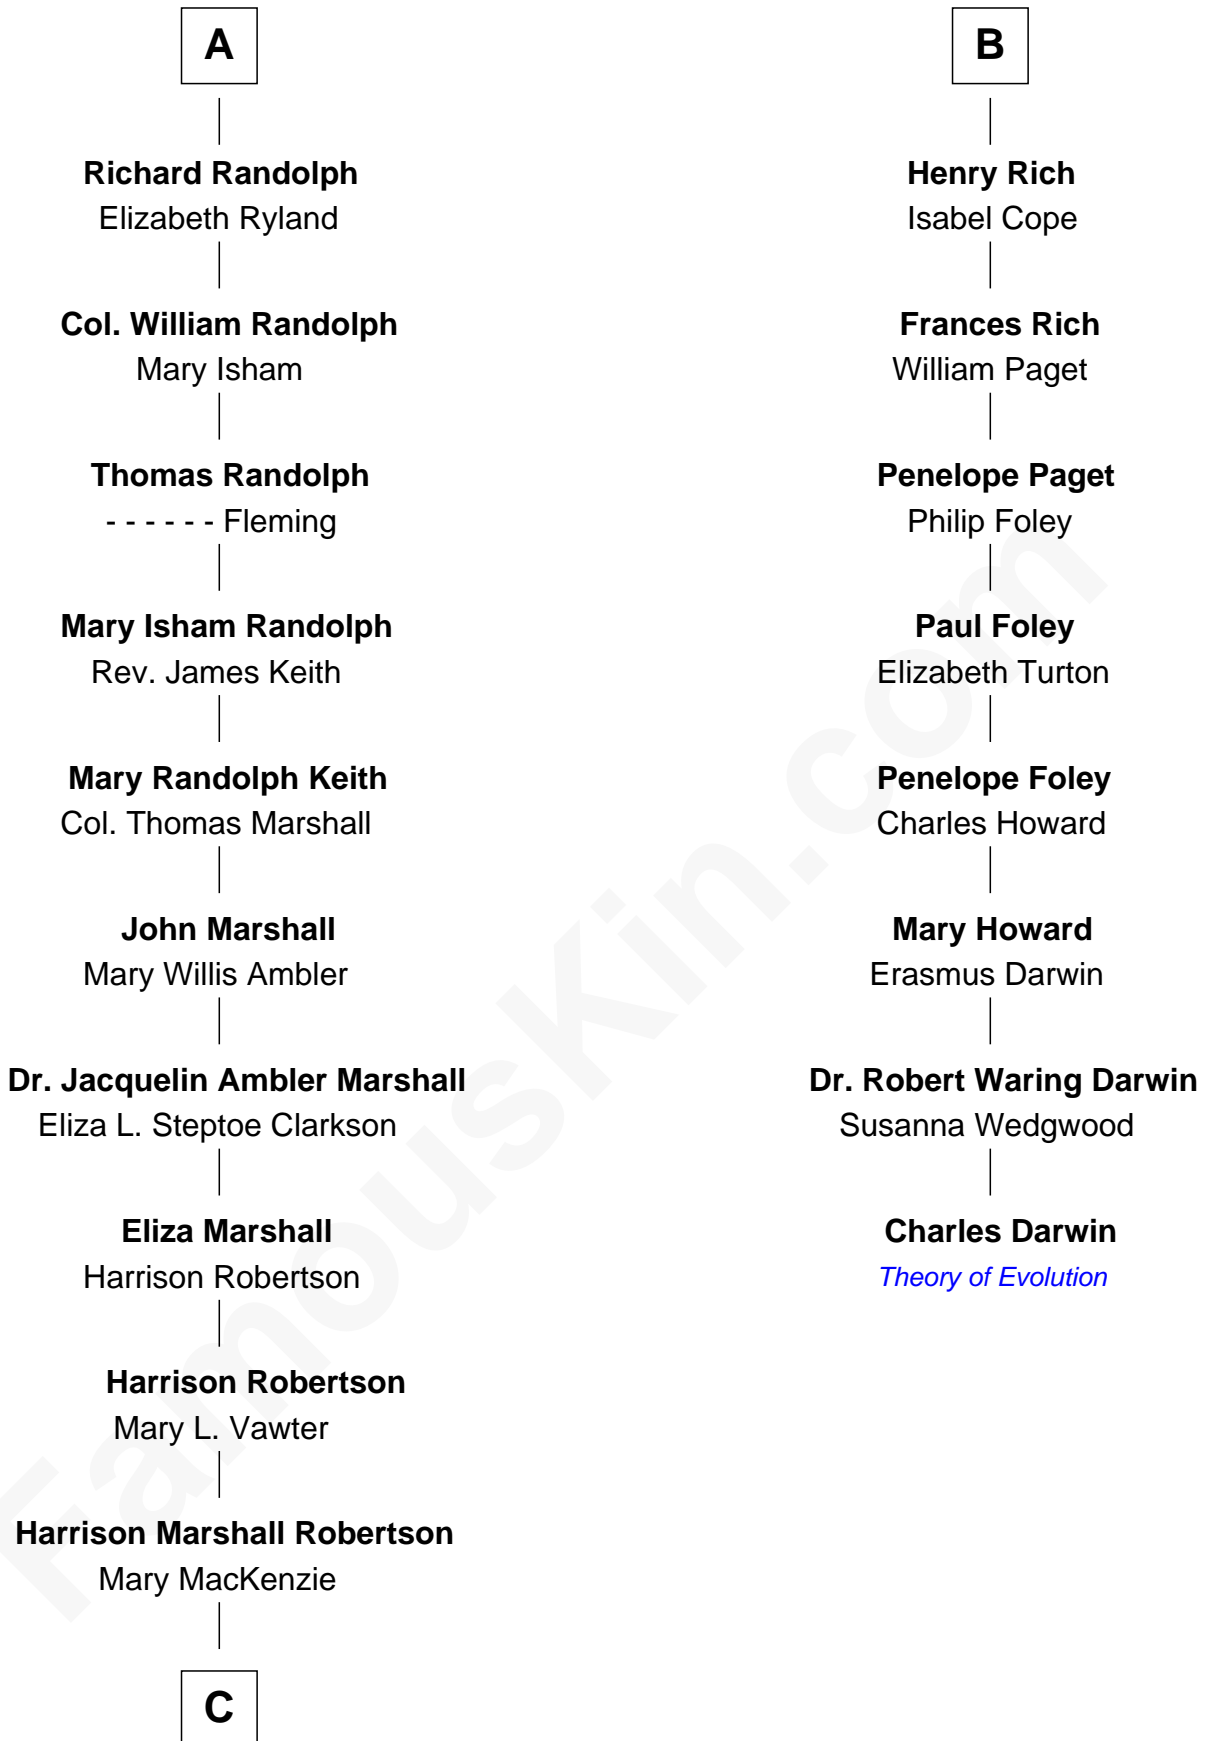 A
Richard Randolph
Elizabeth Ryland
Col. William Randolph
Mary Isham
Thomas Randolph
- - - - - - Fleming
Mary Isham Randolph
Rev. James Keith
Mary Randolph Keith
Col. Thomas Marshall
John Marshall
Mary Willis Ambler
Dr. Jacquelin Ambler Marshall
Eliza L. Steptoe Clarkson
Eliza Marshall
Harrison Robertson
Harrison Robertson
Mary L. Vawter
Harrison Marshall Robertson
Mary MacKenzie
C
B
Henry Rich
Isabel Cope
Frances Rich
William Paget
Penelope Paget
Philip Foley
Paul Foley
Elizabeth Turton
Penelope Foley
Charles Howard
Mary Howard
Erasmus Darwin
Dr. Robert Waring Darwin
Susanna Wedgwood
Charles Darwin
Theory of Evolution
FamousKin.com